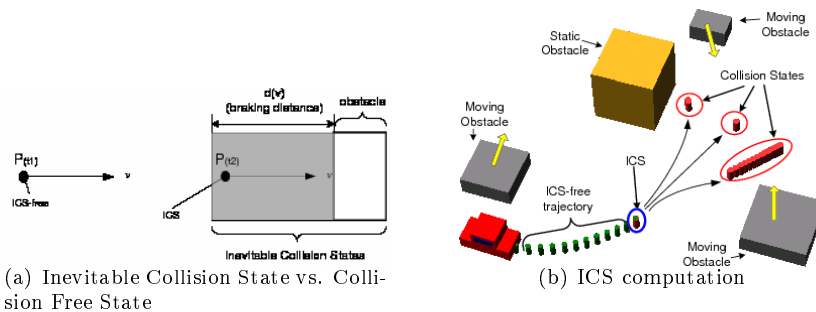 d(v)
(braking distance)
obstacle
P(t1)
v
ICS-free
P(t2)
v
ICS
Inevitable Collision States
(a) Inevitable Collision State vs. Colli-
sion Free State
Static
Obstacle
Moving
Obstacle
Collision States
Moving
Obstacle
ICS
ICS-free
trajectory
Moving
Obstacle
(b) ICS computation